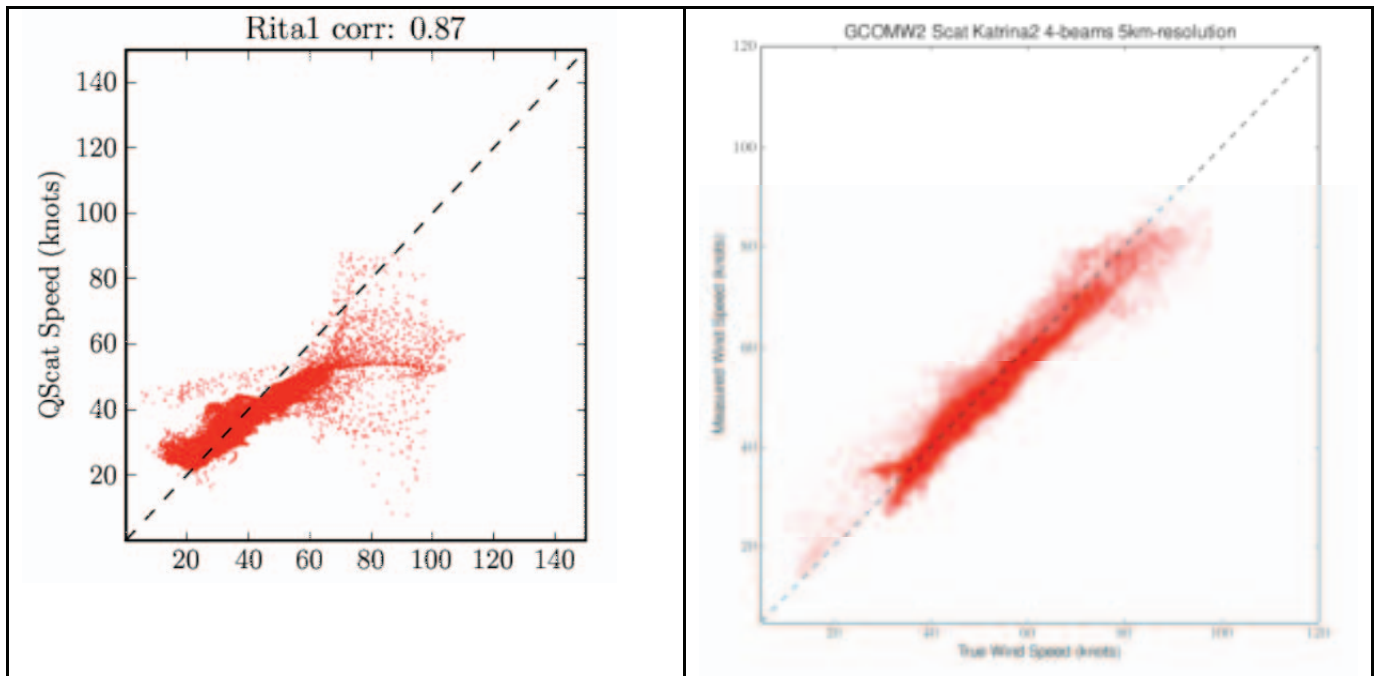 Rita1 corr: 0.87
140
120
100
80
60
40
20
QScat Speed (knots)
20 40 60 80 100 120 140
GCOMW2 Scat Katrina2 4-beams 5km-resolution
120
100
80
60
40
20
Measured Wind Speed (knots)
20 40 60 80 100 120
True Wind Speed (knots)